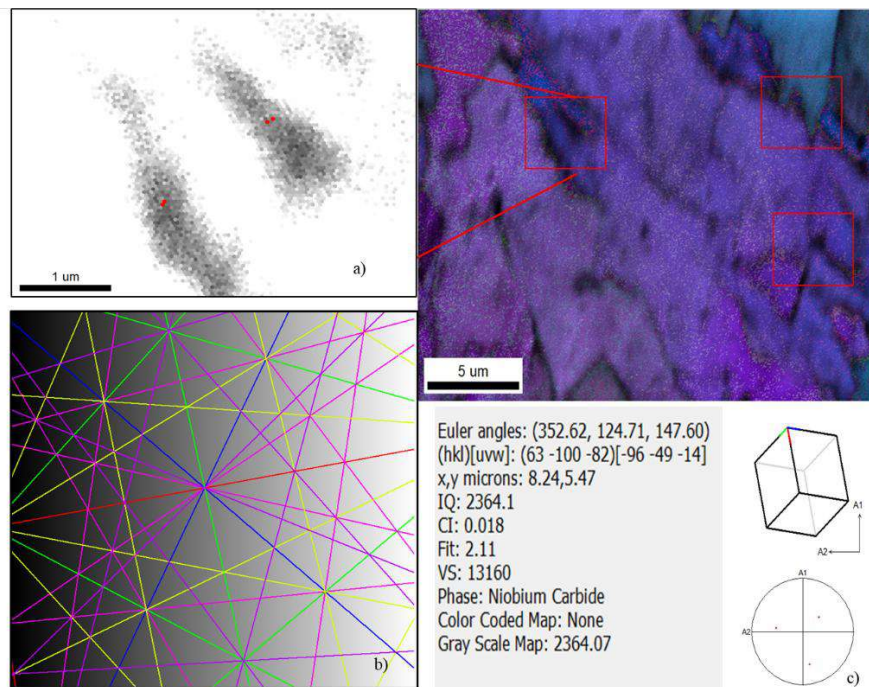 1 um
a)
5 um
b)
Euler angles: (352.62, 124.71, 147.60)
(hkl)[uvw]: (63 -100 -82)[-96 -49 -14]
x,y microns: 8.24,5.47
IQ: 2364.1
CI: 0.018
Fit: 2.11
VS: 13160
Phase: Niobium Carbide
Color Coded Map: None
Gray Scale Map: 2364.07
A1
A2
A1
A2
c)